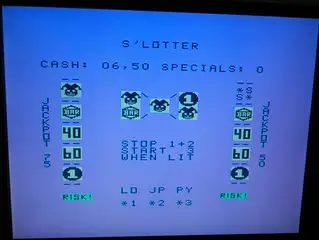 S'LOTTER
CASH: 06,50 SPECIALS: 0
S S
* *
1
BAR
BAR
BAR
JACKPOT
JACKPOT
40
40
STOP 1+2
START 3
WHEN LIT
60
60
75
50
1
1
RISK!
LO JP PY
RISK!
*1 *2 *3